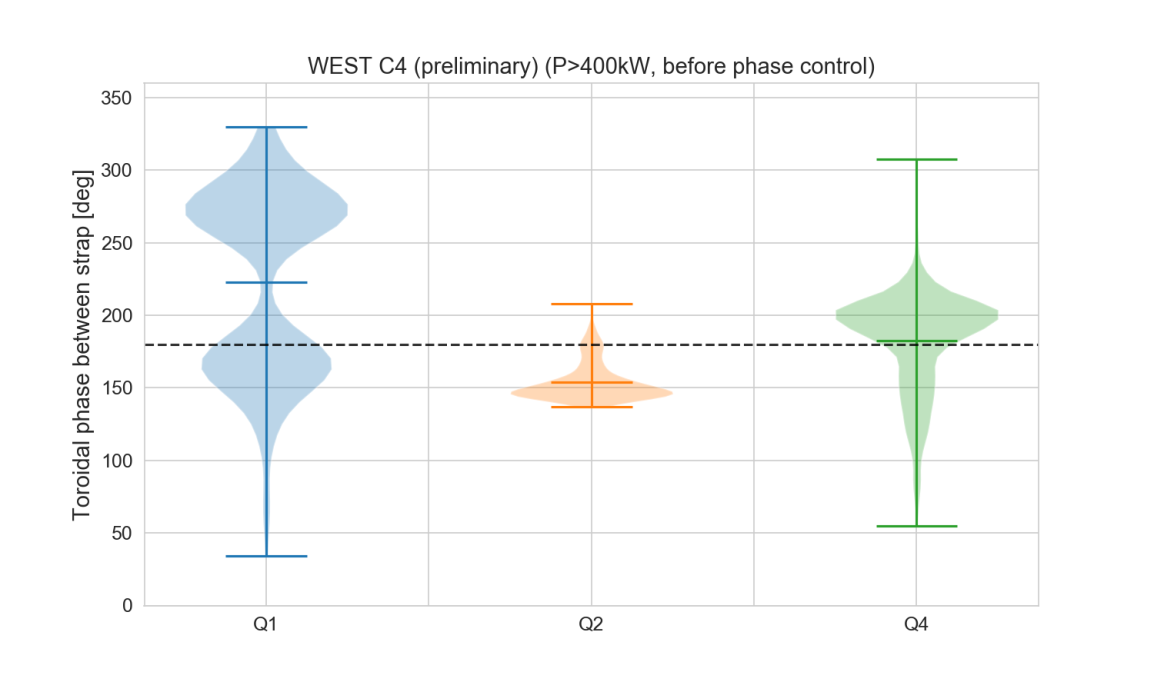 WEST C4 (preliminary) (P>400kW, before phase control)
Toroidal phase between strap [deg]
350
300
250
200
150
100
50
0
Q1 Q2 Q4